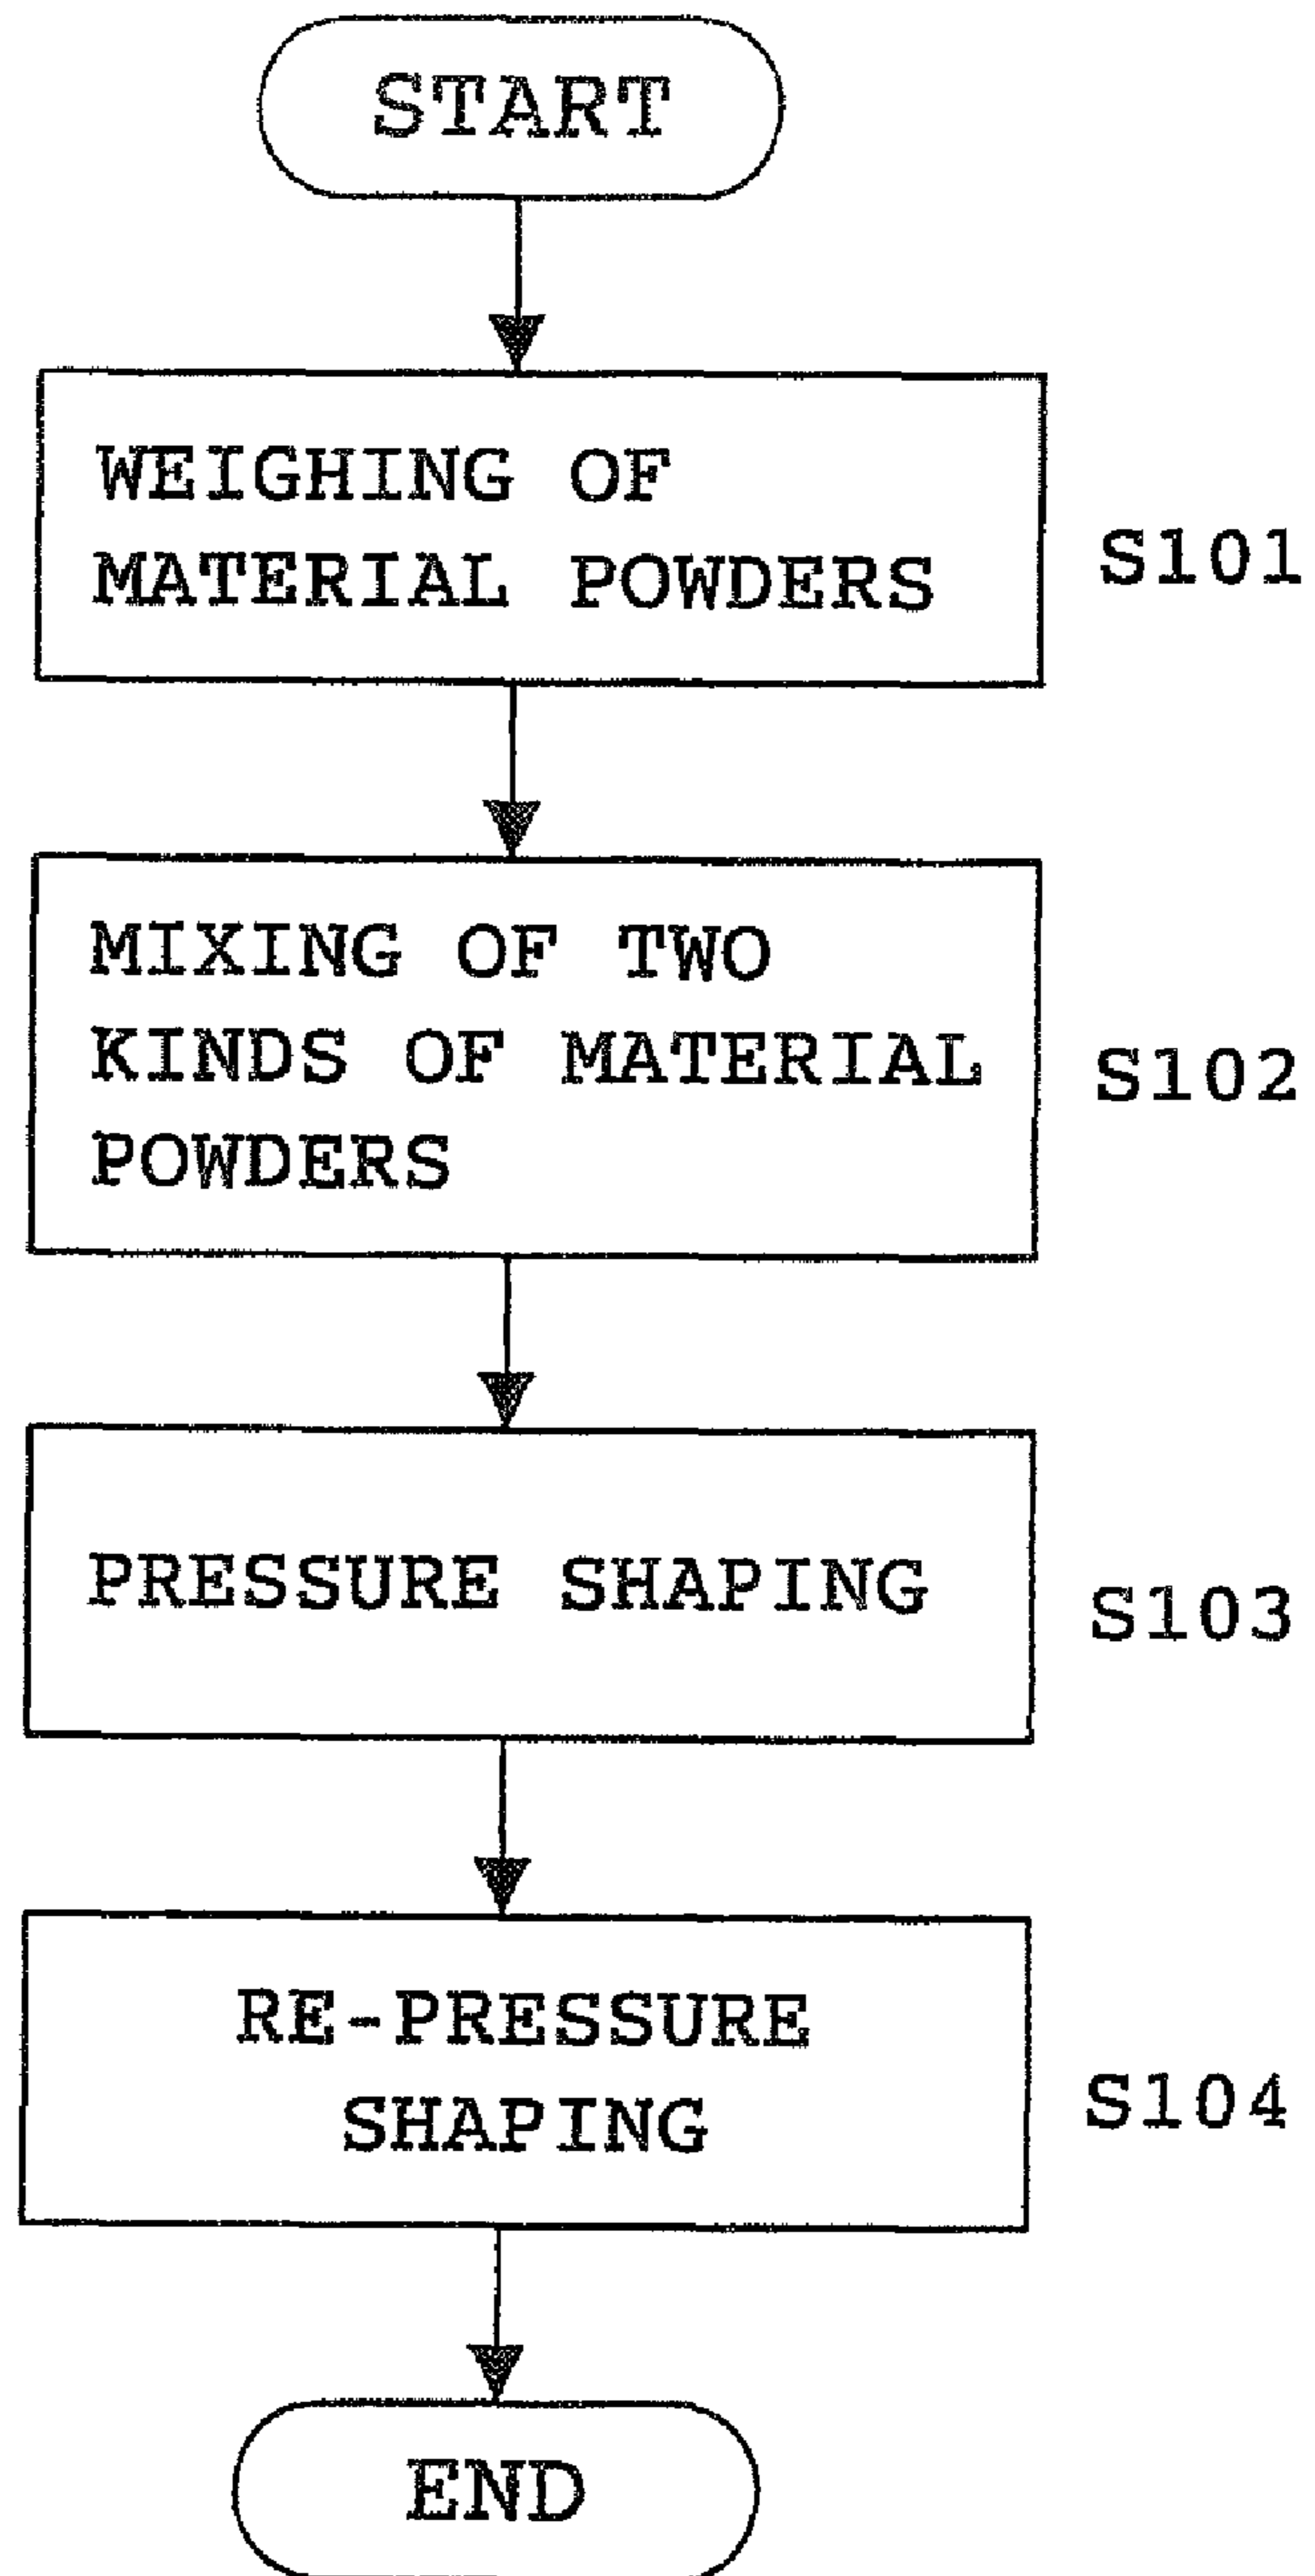 START
WEIGHING OF
MATERIAL POWDERS
S101
MIXING OF TWO
KINDS OF MATERIAL
POWDERS
S102
PRESSURE SHAPING
S103
RE-PRESSURE
SHAPING
S104
END